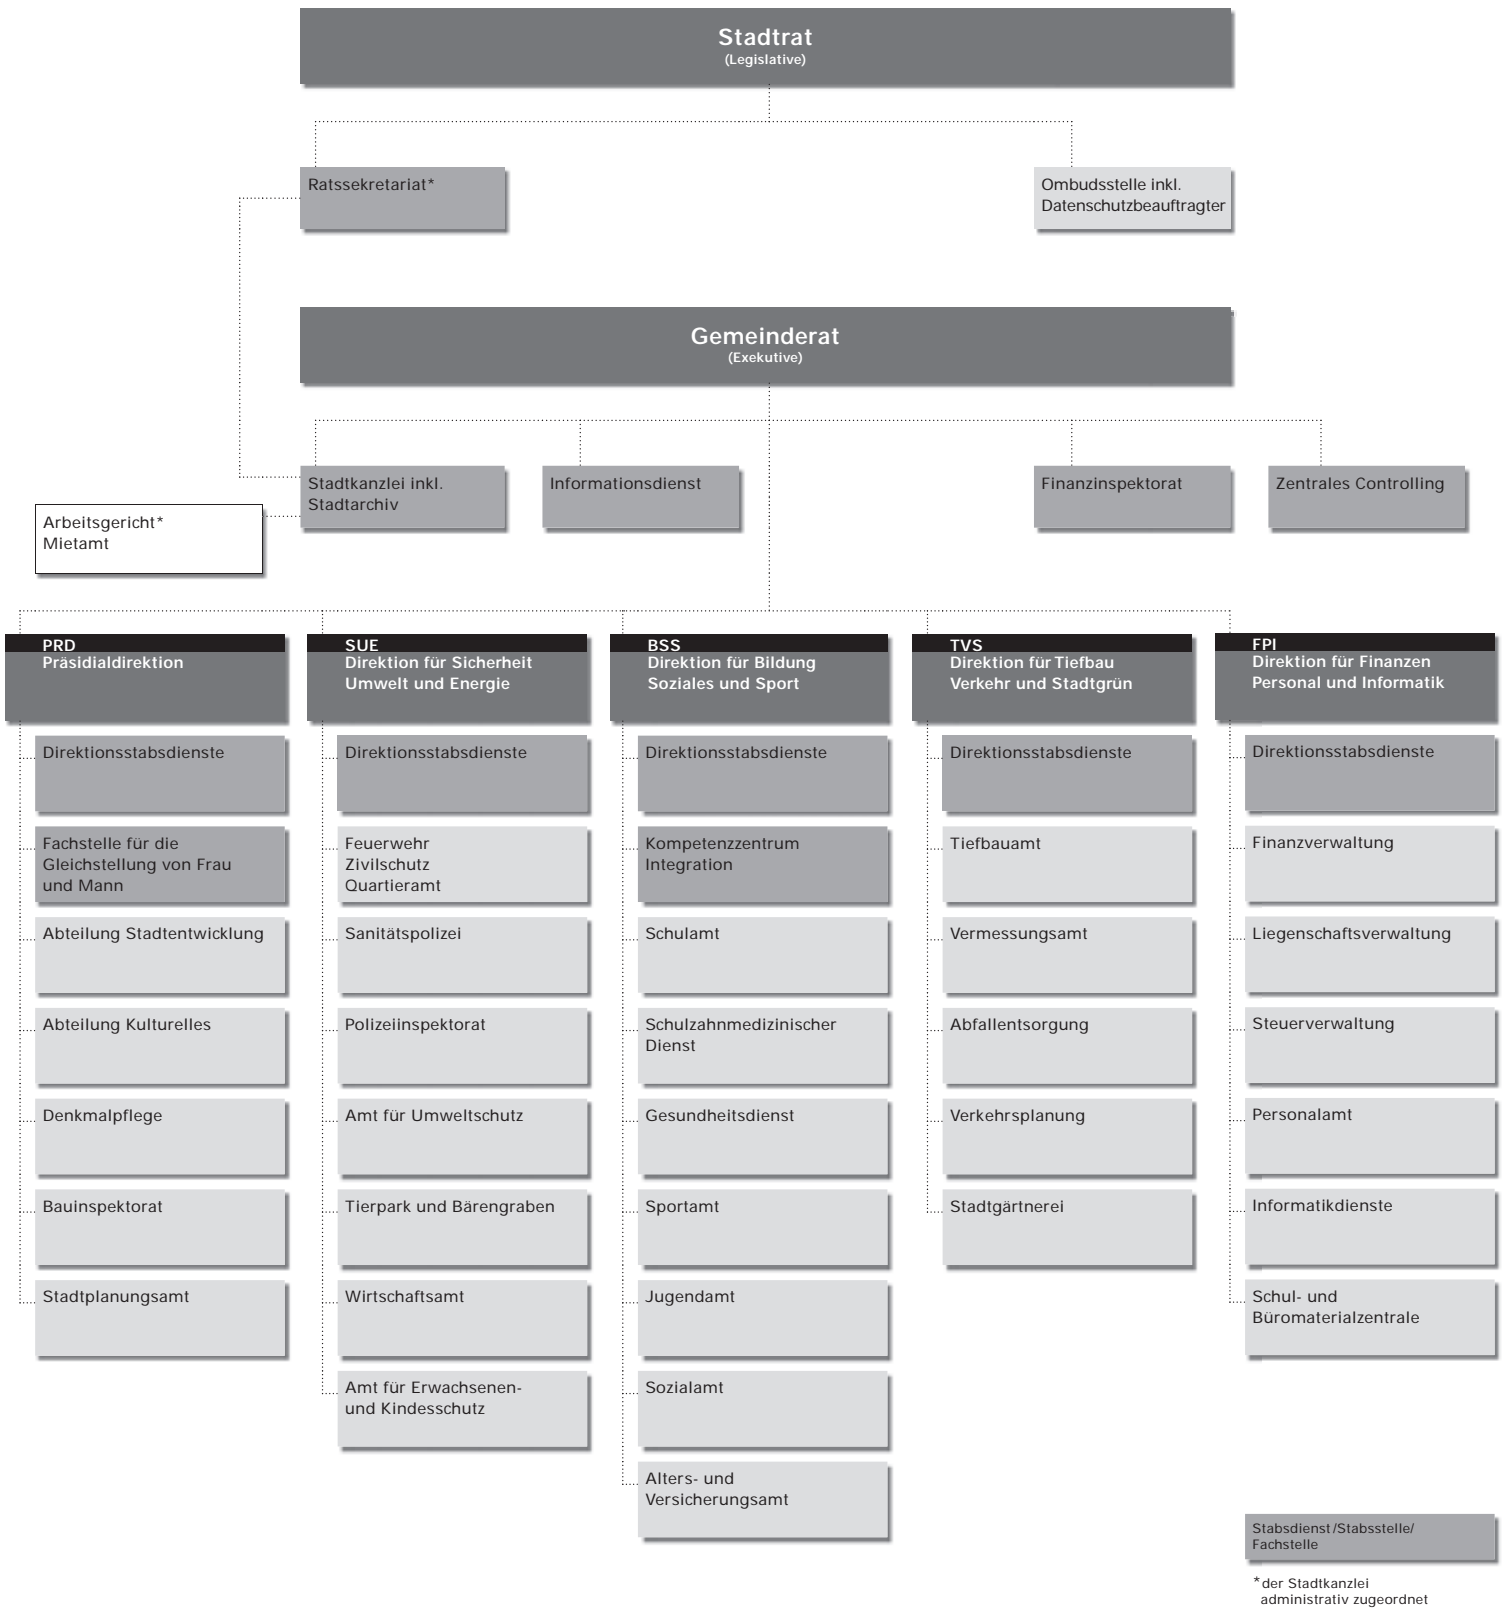 Stadtrat
(Legislative)
Ratssekretariat*
Ombudsstelle inkl.
Datenschutzbeauftragter
Gemeinderat
(Exekutive)
Stadtkanzlei inkl.
Stadtarchiv
Informationsdienst
Finanzinspektorat
Zentrales Controlling
Arbeitsgericht*
Mietamt
PRD
Präsidialdirektion
Direktionsstabsdienste
Fachstelle für die
Gleichstellung von Frau
und Mann
Abteilung Stadtentwicklung
Abteilung Kulturelles
Denkmalpflege
Bauinspektorat
Stadtplanungsamt
SUE
Direktion für Sicherheit
Umwelt und Energie
Direktionsstabsdienste
Feuerwehr
Zivilschutz
Quartieramt
Sanitätspolizei
Polizeiinspektorat
Amt für Umweltschutz
Tierpark und Bärengraben
Wirtschaftsamt
Amt für Erwachsenen-
und Kindesschutz
BSS
Direktion für Bildung
Soziales und Sport
Direktionsstabsdienste
Kompetenzzentrum
Integration
Schulamt
Schulzahnmedizinischer
Dienst
Gesundheitsdienst
Sportamt
Jugendamt
Sozialamt
Alters- und
Versicherungsamt
TVS
Direktion für Tiefbau
Verkehr und Stadtgrün
Direktionsstabsdienste
Tiefbauamt
Vermessungsamt
Abfallentsorgung
Verkehrsplanung
Stadtgärtnerei
FPI
Direktion für Finanzen
Personal und Informatik
Direktionsstabsdienste
Finanzverwaltung
Liegenschaftsverwaltung
Steuerverwaltung
Personalamt
Informatikdienste
Schul- und
Büromaterialzentrale
Stabsdienst/Stabsstelle/
Fachstelle
*der Stadtkanzlei
administrativ zugeordnet